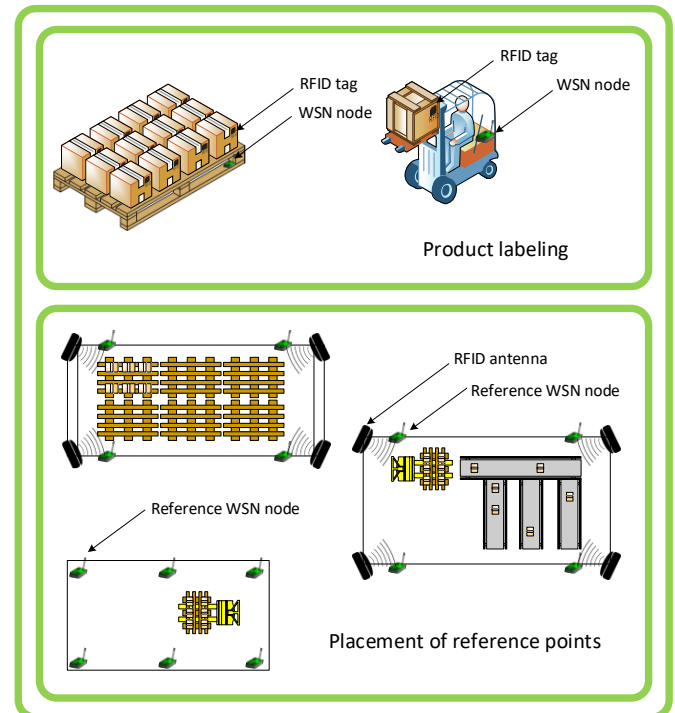 RFID tag
WSN node
RFID tag
WSN node
Product labeling
RFID antenna
Reference WSN node
Reference WSN node
Placement of reference points